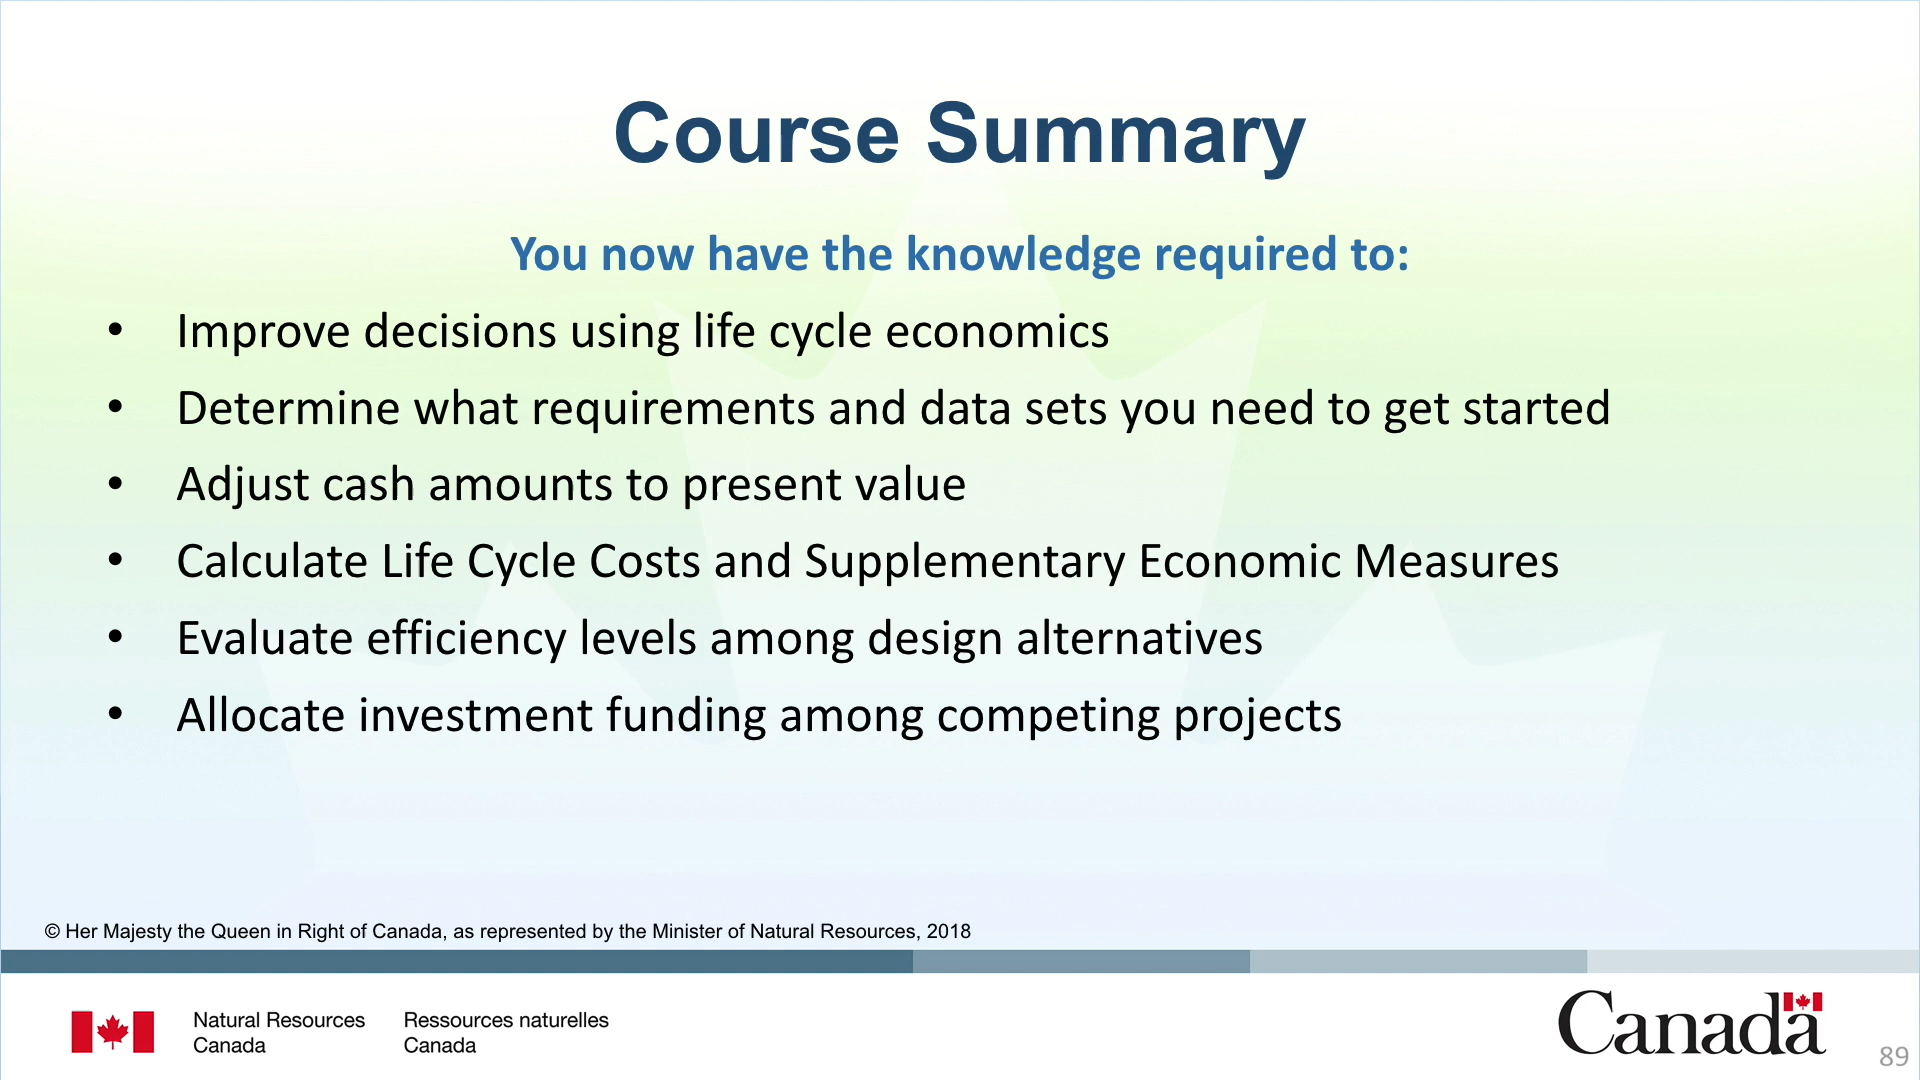 Course Summary
You now have the knowledge required to:
• Improve decisions using life cycle economics
• Determine what requirements and data sets you need to get started
• Adjust cash amounts to present value
• Calculate Life Cycle Costs and Supplementary Economic Measures
• Evaluate efficiency levels among design alternatives
• Allocate investment funding among competing projects
© Her Majesty the Queen in Right of Canada, as represented by the Minister of Natural Resources, 2018
Natural Resources
Canada
Ressources naturelles
Canada
Canada
89